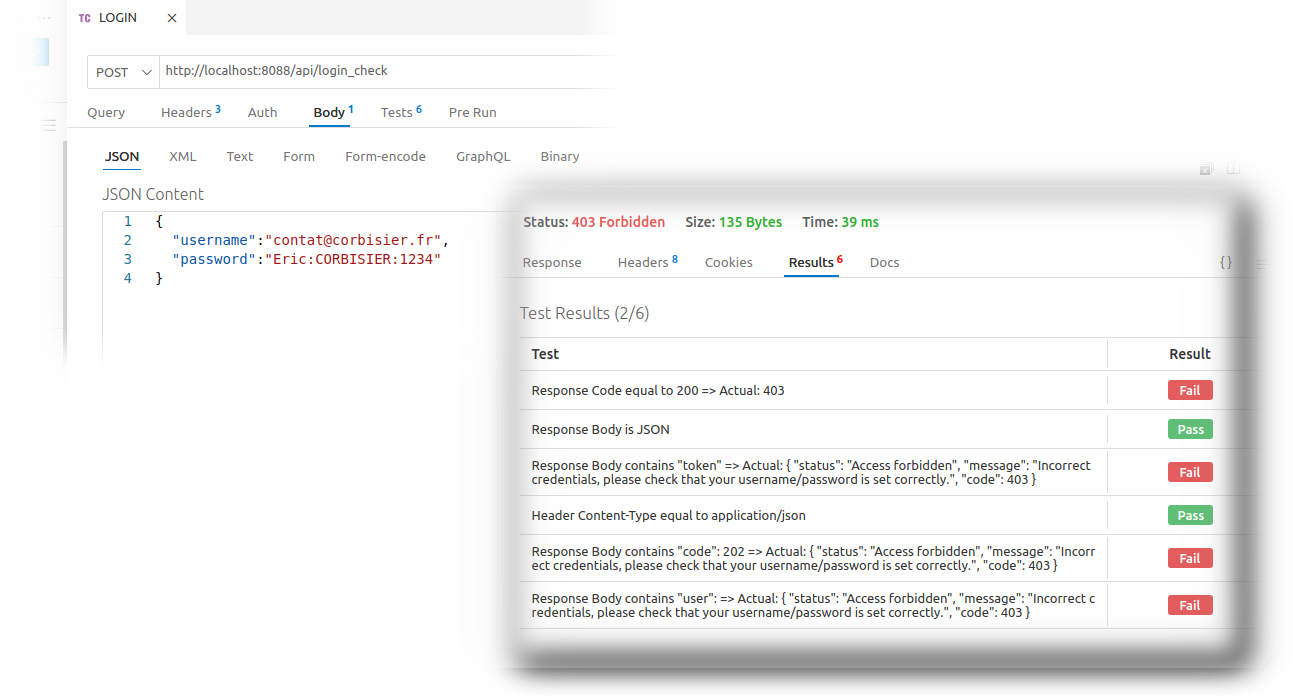 TC LOGIN ×
POST http://localhost:8088/api/login_check
Query Headers 3 Auth Body 1 Tests 6 Pre Run
JSON XML Text Form Form-encode GraphQL Binary
JSON Content
1 {
2 "username":"contat@corbisier.fr",
3 "password":"Eric:CORBISIER:1234"
4 }
Status: 403 Forbidden Size: 135 Bytes Time: 39 ms
Response Headers 8 Cookies Results 6 Docs {}
Test Results (2/6)
Test Result
Response Code equal to 200 => Actual: 403 Fail
Response Body is JSON Pass
Response Body contains "token" => Actual: { "status": "Access forbidden", "message": "Incorrect
credentials, please check that your username/password is set correctly.", "code": 403 } Fail
Header Content-Type equal to application/json Pass
Response Body contains "code": 202 => Actual: { "status": "Access forbidden", "message": "Incorr
ect credentials, please check that your username/password is set correctly.", "code": 403 } Fail
Response Body contains "user": => Actual: { "status": "Access forbidden", "message": "Incorrect c
redentials, please check that your username/password is set correctly.", "code": 403 } Fail